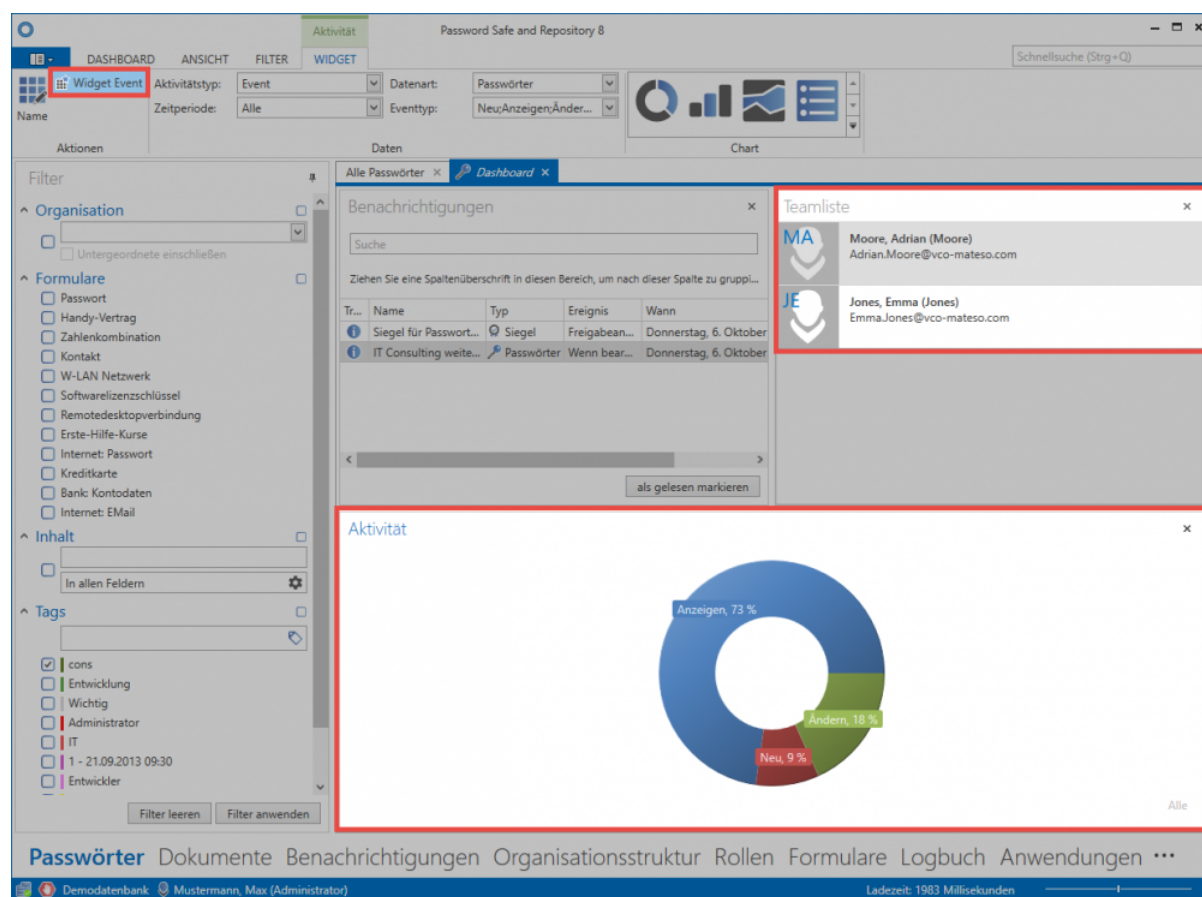 Aktivität
Password Safe and Repository 8
DASHBOARD ANSICHT FILTER WIDGET
Schnellsuche (Strg+Q)
Name
Widget Event
Aktivitätstyp: Event
Datenart: Passwörter
Zeitperiode: Alle
Eventtyp: Neu;Anzeigen;Änder...
Aktionen
Daten
Chart
Filter
Organisation
Untergeordnete einschließen
Formulare
Passwort
Handy-Vertrag
Zahlenkombination
Kontakt
W-LAN Netzwerk
Softwarelizenzschlüssel
Remotedesktopverbindung
Erste-Hilfe-Kurse
Internet: Passwort
Kreditkarte
Bank: Kontodaten
Internet: EMail
Inhalt
In allen Feldern
Tags
cons
Entwicklung
Wichtig
Administrator
IT
1 - 21.09.2013 09:30
Entwickler
Filter leeren Filter anwenden
Alle Passwörter Dashboard
Benachrichtigungen
Suche
Ziehen Sie eine Spaltenüberschrift in diesen Bereich, um nach dieser Spalte zu gruppi...
Tr... Name Typ Ereignis Wann
Siegel für Passwort... Siegel Freigabean... Donnerstag, 6. Oktober
IT Consulting weite... Passwörter Wenn bear... Donnerstag, 6. Oktober
als gelesen markieren
Teamliste
MA
Moore, Adrian (Moore)
Adrian.Moore@vco-mateso.com
JE
Jones, Emma (Jones)
Emma.Jones@vco-mateso.com
Aktivität
Anzeigen, 73 %
Ändern, 18 %
Neu, 9 %
Alle
Passwörter Dokumente Benachrichtigungen Organisationsstruktur Rollen Formulare Logbuch Anwendungen •••
Demodatenbank Mustermann, Max (Administrator)
Ladezeit: 1983 Millisekunden